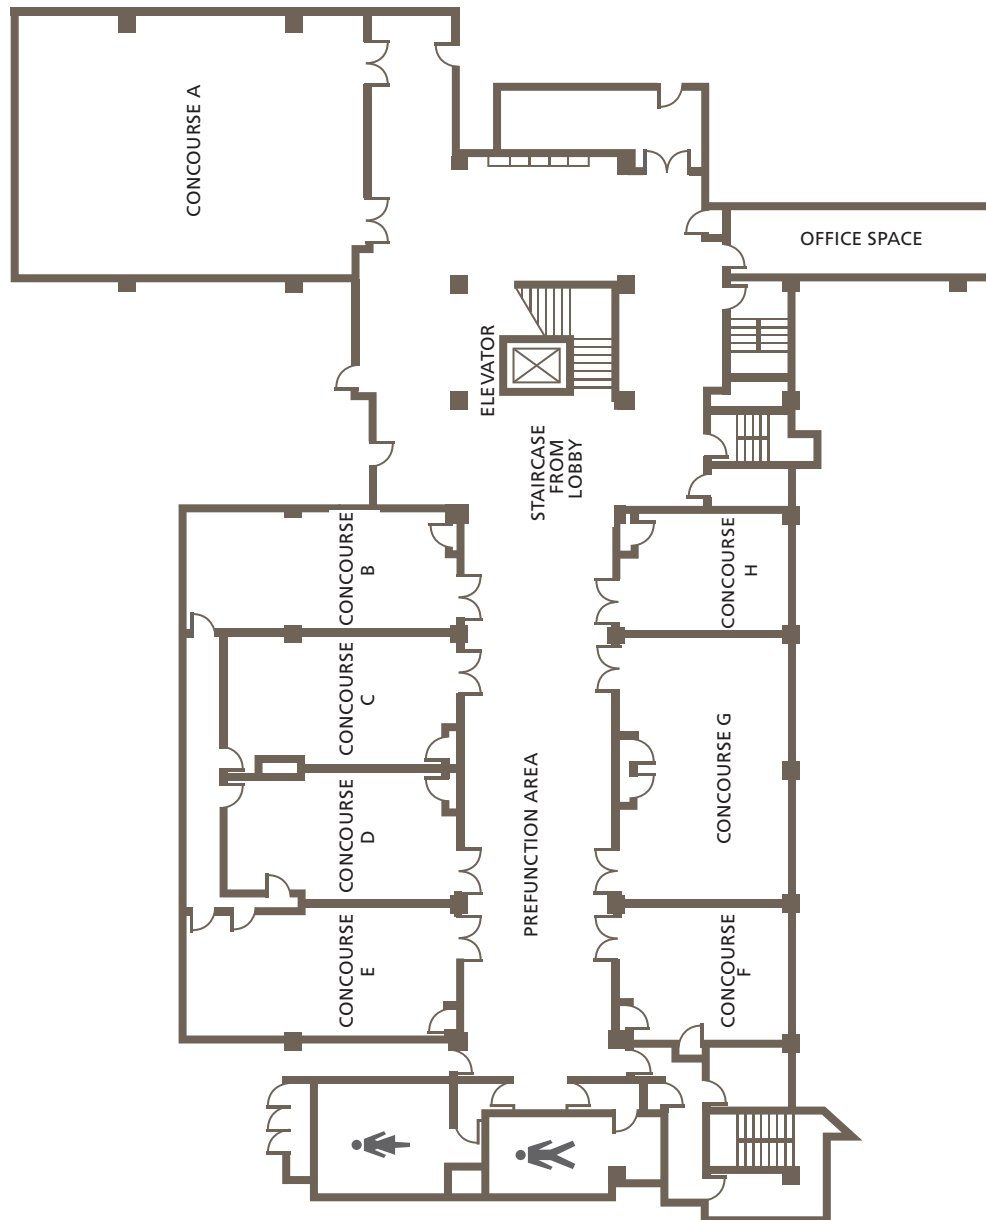 CONCOURSE A
OFFICE SPACE
ELEVATOR
STAIRCASE
FROM
LOBBY
CONCOURSE
B
CONCOURSE
H
CONCOURSE
C
CONCOURSE G
PREFUNCTION AREA
CONCOURSE
D
CONCOURSE
E
CONCOURSE
F